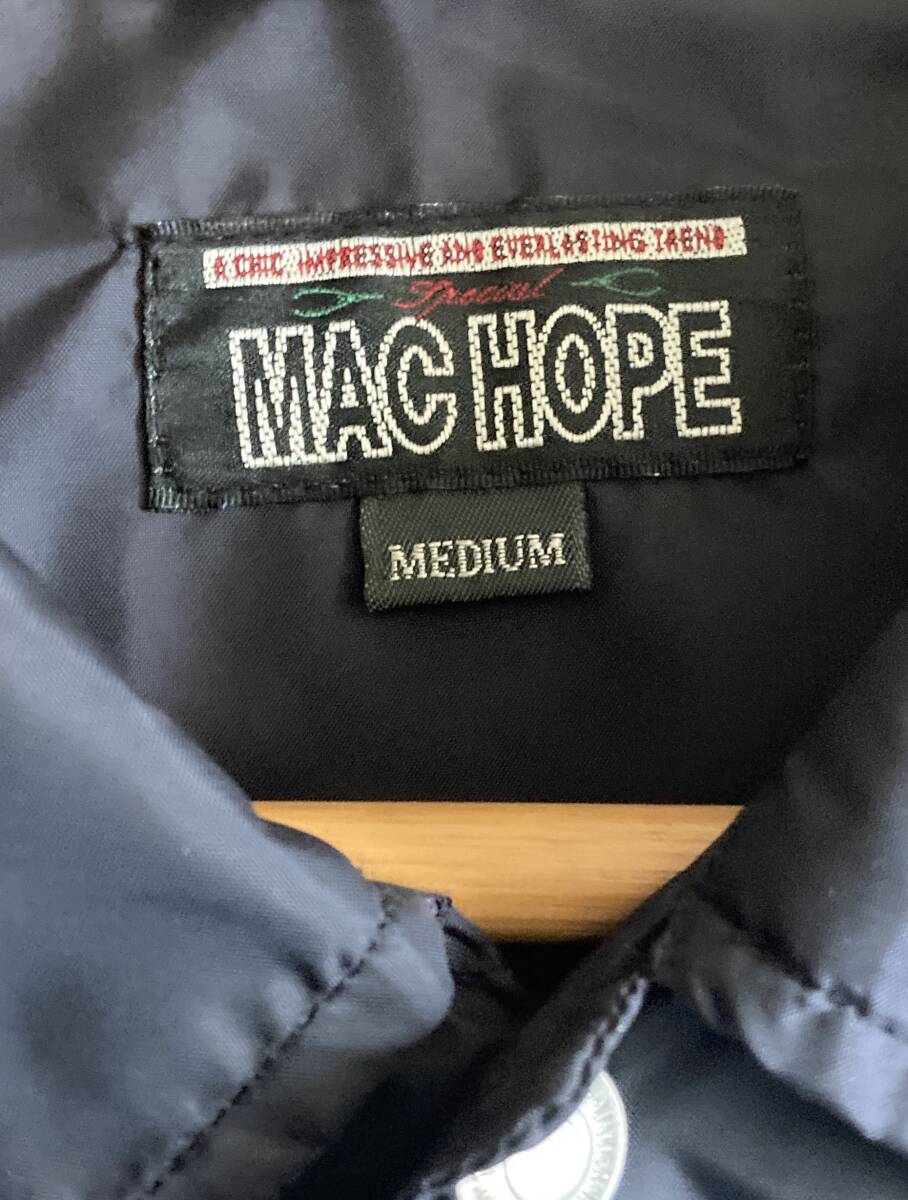 A CHIC, IMPRESSIVE AND EVERLASTING TREND
Special
MAC HOPE
MEDIUM